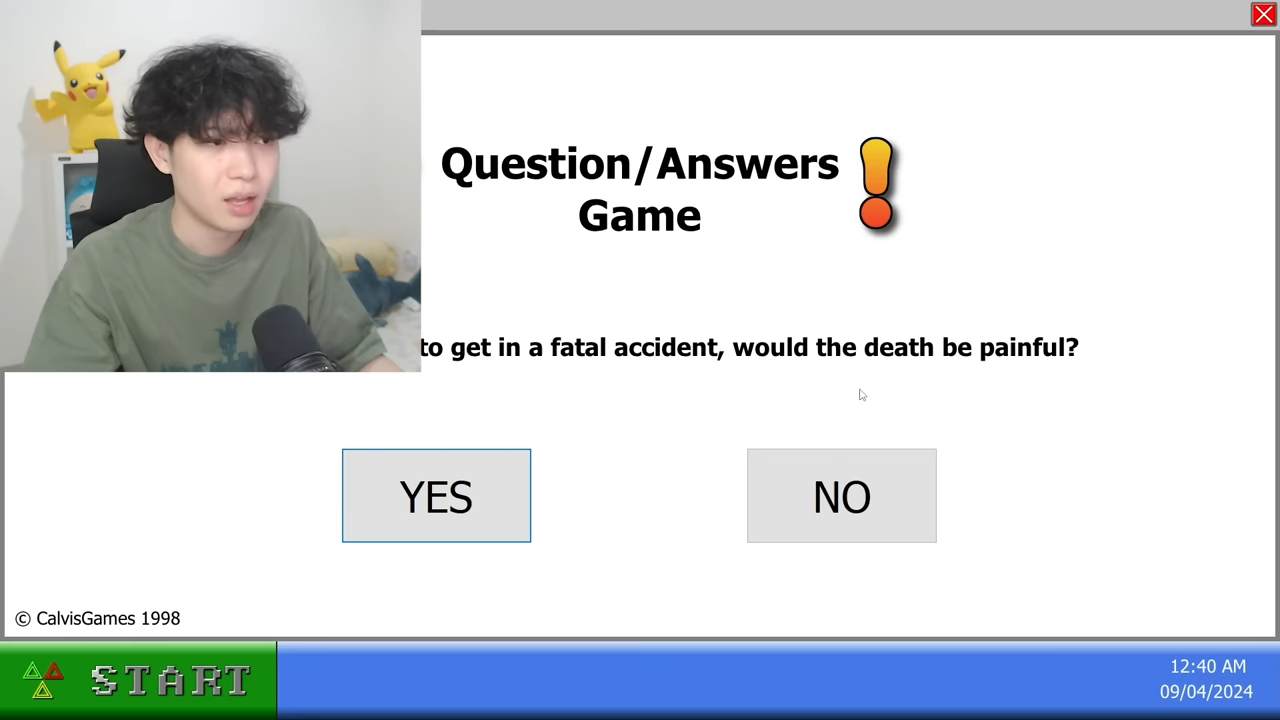 Question/Answers
Game
to get in a fatal accident, would the death be painful?
YES
NO
© CalvisGames 1998
START
12:40 AM
09/04/2024